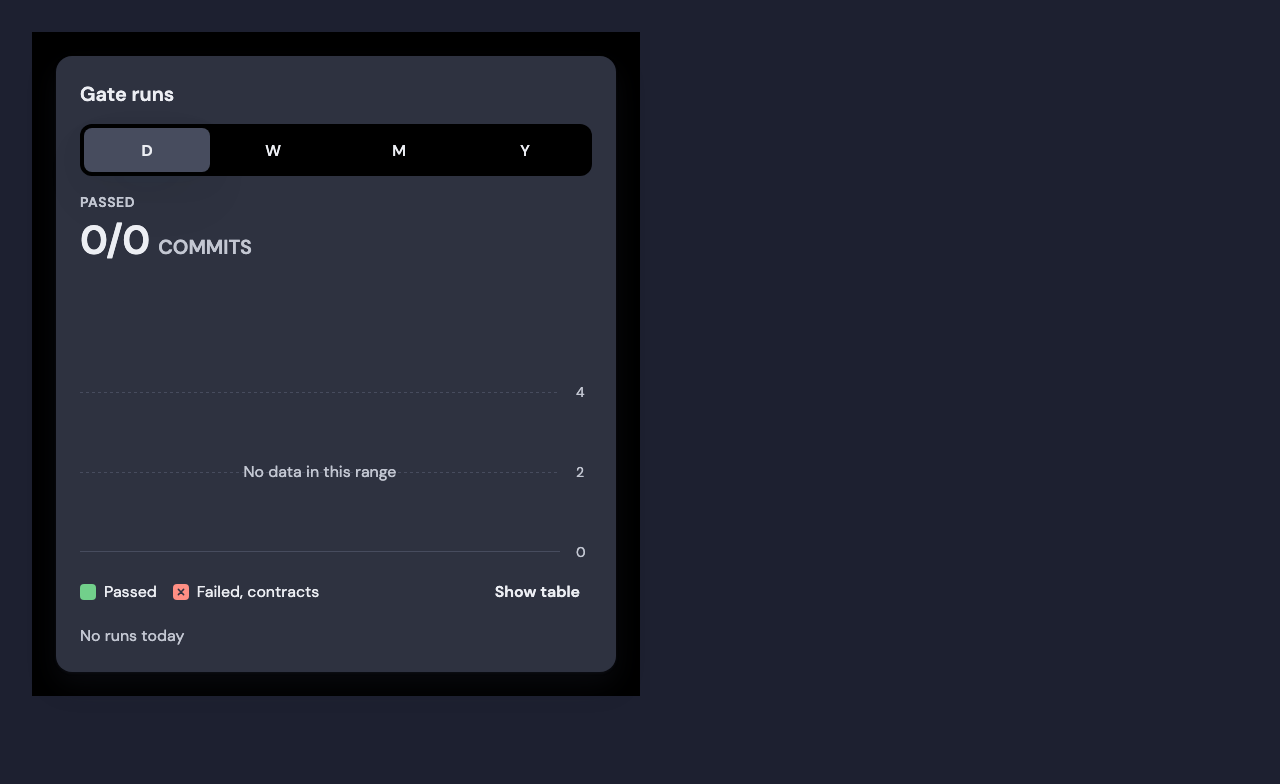 Gate runs
D W M Y
PASSED
0/0 COMMITS
4
No data in this range 2
0
Passed Failed, contracts Show table
No runs today